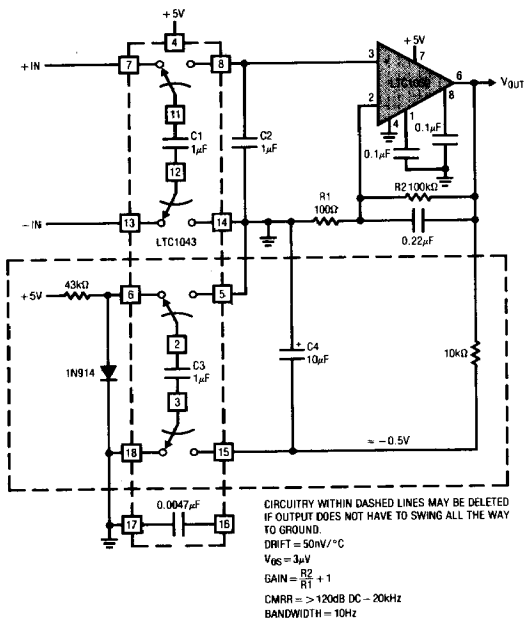 +5V
4
+5V
+IN
7
8
3
7
LTC1052
6
VOUT
2
4
1
8
11
C1
1µF
C2
1µF
0.1µF
0.1µF
12
R1
100Ω
R2 100kΩ
-IN
13
14
LTC1043
0.22µF
43kΩ
+5V
6
5
2
1N914
C3
1µF
C4
10µF
+
10kΩ
3
≈ -0.5V
18
15
0.0047µF
17
16
CIRCUITRY WITHIN DASHED LINES MAY BE DELETED
IF OUTPUT DOES NOT HAVE TO SWING ALL THE WAY
TO GROUND.
DRIFT = 50nV/°C
VOS = 3µV
GAIN = R2/R1 + 1
CMRR = >120dB DC – 20kHz
BANDWIDTH = 10Hz